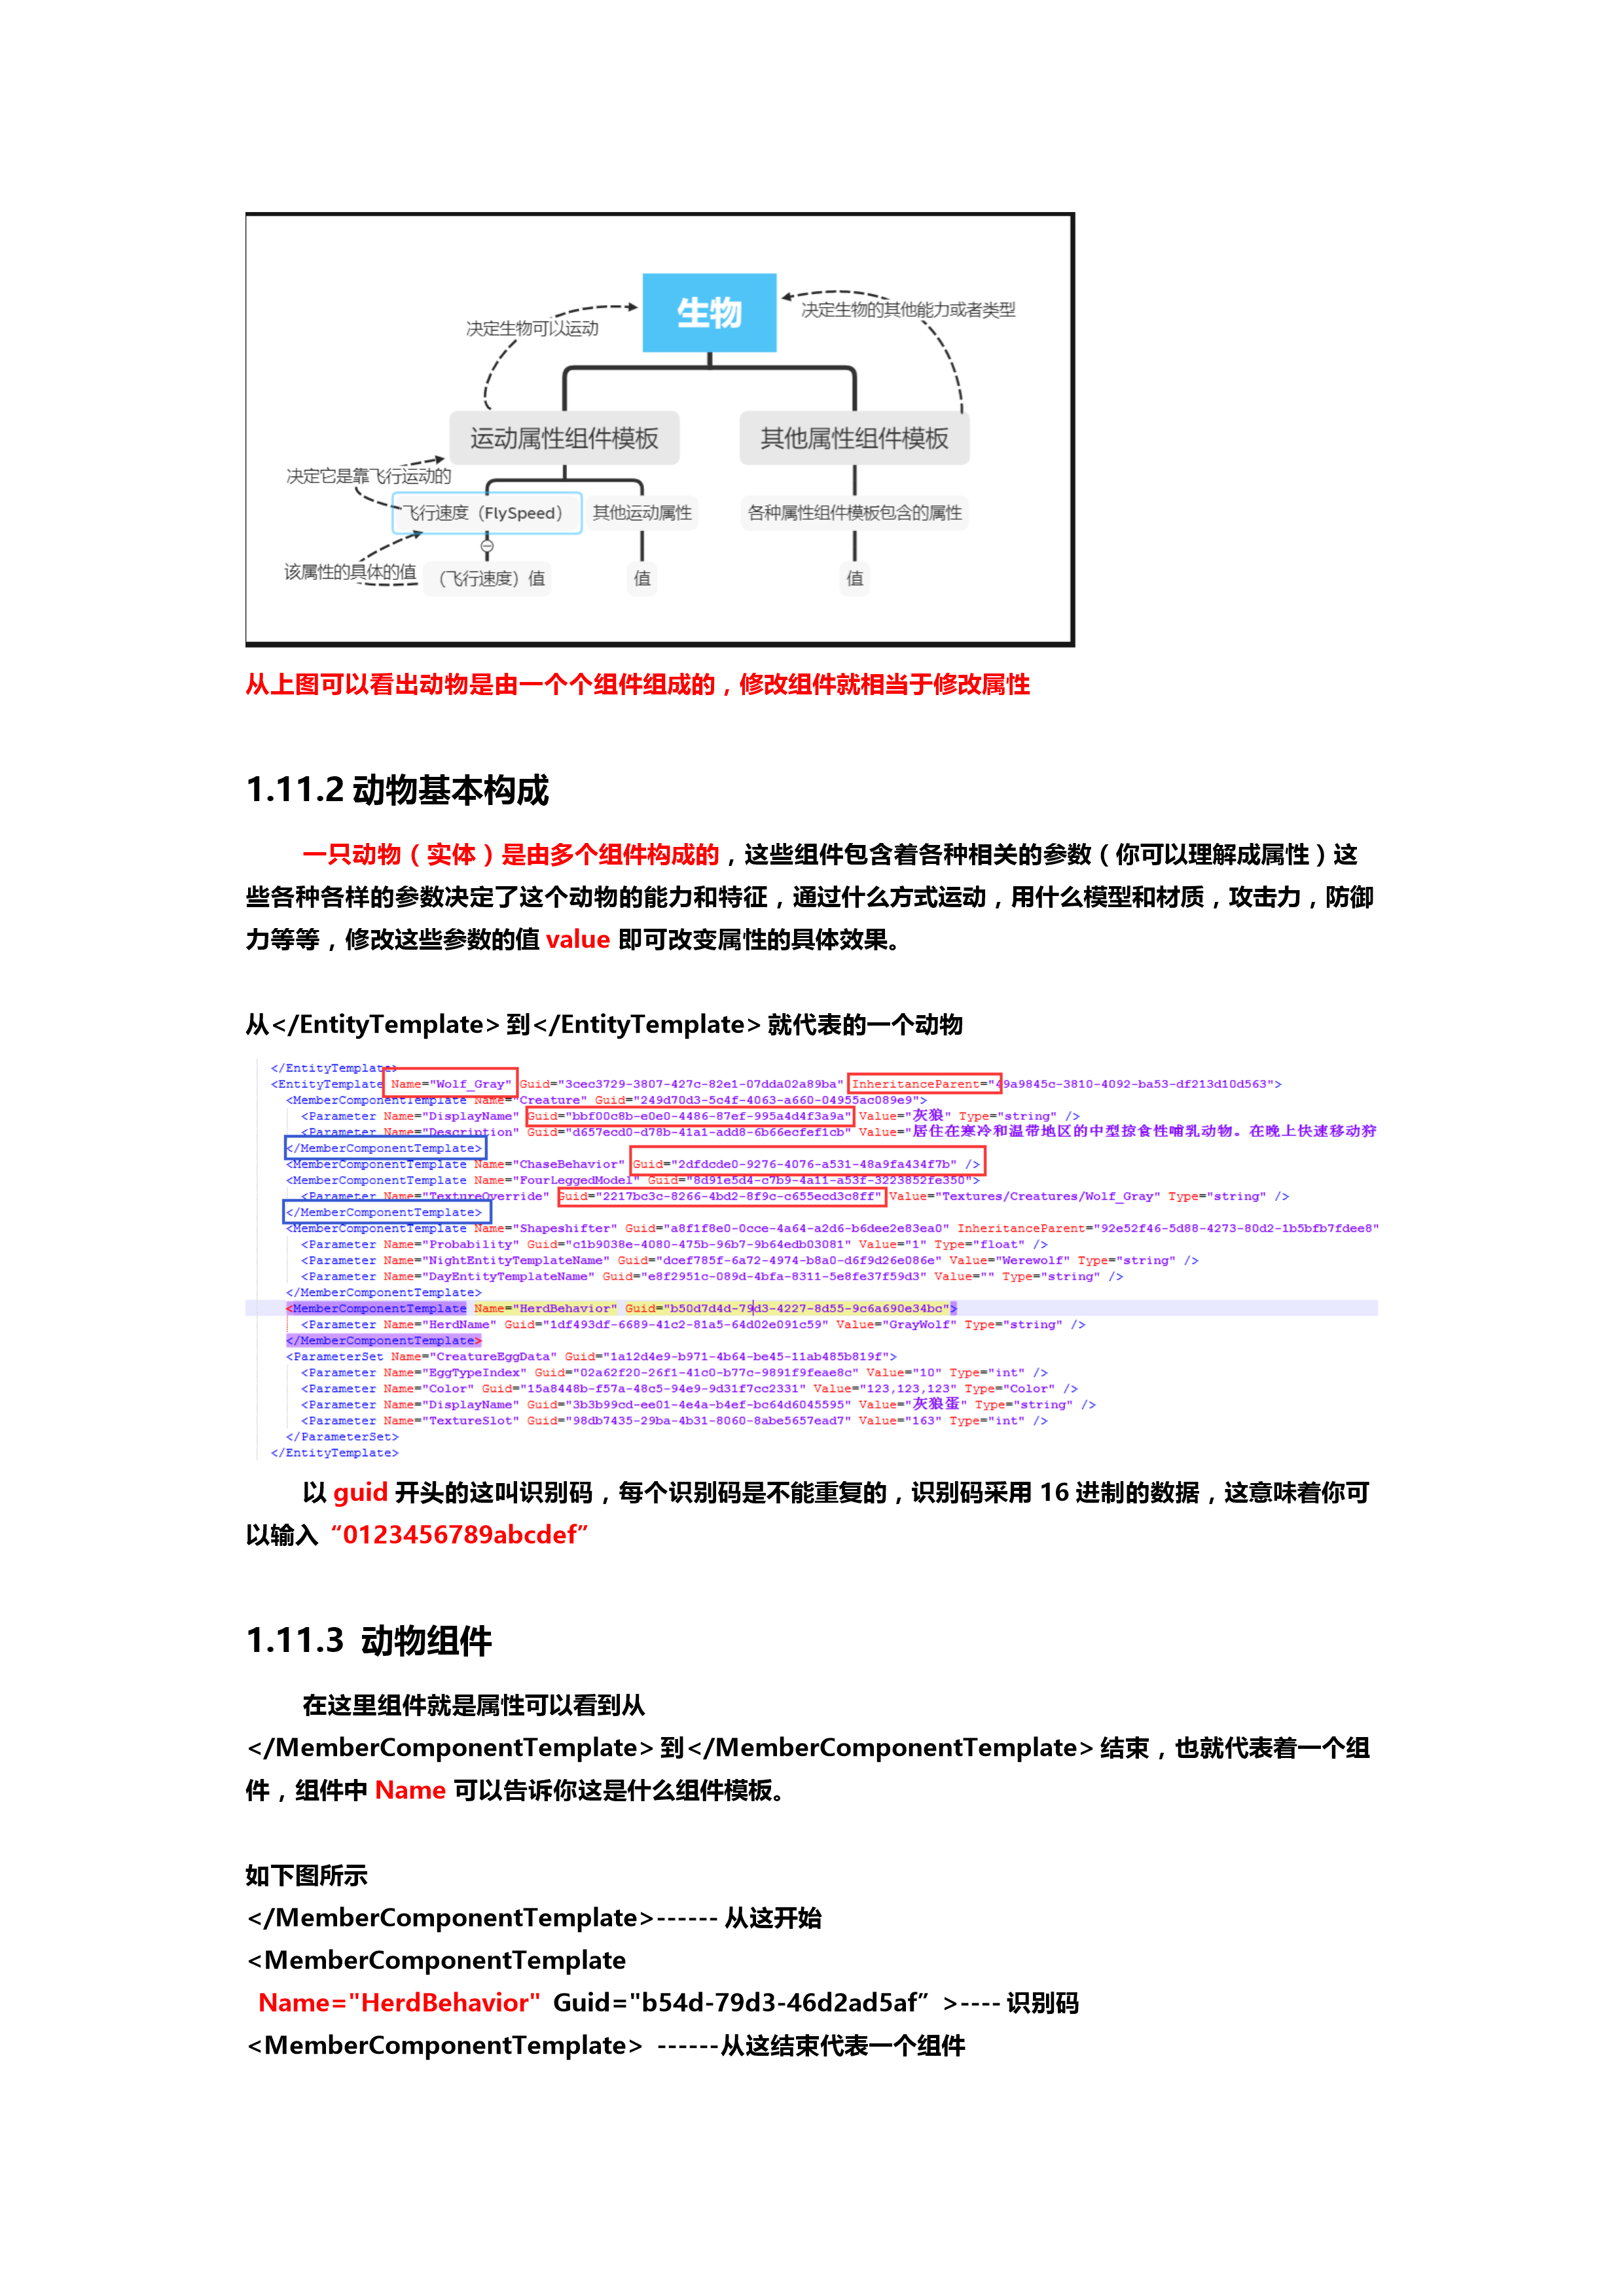 生物
决定生物可以运动
决定生物的其他能力或者类型
运动属性组件模板
其他属性组件模板
决定它是靠飞行运动的
飞行速度（FlySpeed）
其他运动属性
各种属性组件模板包含的属性
该属性的具体的值
（飞行速度）值
值
值
从上图可以看出动物是由一个个组件组成的，修改组件就相当于修改属性
1.11.2 动物基本构成
一只动物（实体）是由多个组件构成的，这些组件包含着各种相关的参数（你可以理解成属性）这
些各种各样的参数决定了这个动物的能力和特征，通过什么方式运动，用什么模型和材质，攻击力，防御
力等等，修改这些参数的值 value 即可改变属性的具体效果。
从</EntityTemplate> 到</EntityTemplate> 就代表的一个动物
</EntityTemplate>
<EntityTemplate Name="Wolf_Gray" Guid="3cec3729-3807-427c-82e1-07dda02a89ba" InheritanceParent="49a9845c-3810-4092-ba53-df213d10d563">
<MemberComponentTemplate Name="Creature" Guid="249d70d3-5c4f-4063-a660-04955ac089e9">
<Parameter Name="DisplayName" Guid="bbf00c8b-e0e0-4486-87ef-995a4d4f3a9a" Value="灰狼" Type="string" />
<Parameter Name="Description" Guid="d657ecd0-d78b-41a1-add8-6b66ecfef1cb" Value="居住在寒冷和温带地区的中型掠食性哺乳动物。在晚上快速移动狩
</MemberComponentTemplate>
<MemberComponentTemplate Name="ChaseBehavior" Guid="2dfdcde0-9276-4076-a531-48a9fa434f7b" />
<MemberComponentTemplate Name="FourLeggedModel" Guid="8d91e5d4-c7b9-4a11-a53f-3223852fe350">
<Parameter Name="TextureOverride" Guid="2217bc3c-8266-4bd2-8f9c-c655ecd3c8ff" Value="Textures/Creatures/Wolf_Gray" Type="string" />
</MemberComponentTemplate>
<MemberComponentTemplate Name="Shapeshifter" Guid="a8f1f8e0-0cce-4a64-a2d6-b6dee2e83ea0" InheritanceParent="92e52f46-5d88-4273-80d2-1b5bfb7fdee8"
<Parameter Name="Probability" Guid="c1b9038e-4080-475b-96b7-9b64edb03081" Value="1" Type="float" />
<Parameter Name="NightEntityTemplateName" Guid="dcef785f-6a72-4974-b8a0-d6f9d26e086e" Value="Werewolf" Type="string" />
<Parameter Name="DayEntityTemplateName" Guid="e8f2951c-089d-4bfa-8311-5e8fe37f59d3" Value="" Type="string" />
</MemberComponentTemplate>
<MemberComponentTemplate Name="HerdBehavior" Guid="b50d7d4d-79d3-4227-8d55-9c6a690e34bc">
<Parameter Name="HerdName" Guid="1df493df-6689-41c2-81a5-64d02e091c59" Value="GrayWolf" Type="string" />
</MemberComponentTemplate>
<ParameterSet Name="CreatureEggData" Guid="1a12d4e9-b971-4b64-be45-11ab485b819f">
<Parameter Name="EggTypeIndex" Guid="02a62f20-26f1-41c0-b77c-9891f9feae8c" Value="10" Type="int" />
<Parameter Name="Color" Guid="15a8448b-f57a-48c5-94e9-9d31f7cc2331" Value="123,123,123" Type="Color" />
<Parameter Name="DisplayName" Guid="3b3b99cd-ee01-4e4a-b4ef-bc64d6045595" Value="灰狼蛋" Type="string" />
<Parameter Name="TextureSlot" Guid="98db7435-29ba-4b31-8060-8abe5657ead7" Value="163" Type="int" />
</ParameterSet>
</EntityTemplate>
以 guid 开头的这叫识别码，每个识别码是不能重复的，识别码采用 16 进制的数据，这意味着你可
以输入 “0123456789abcdef”
1.11.3 动物组件
在这里组件就是属性可以看到从
</MemberComponentTemplate> 到</MemberComponentTemplate> 结束，也就代表着一个组
件，组件中 Name 可以告诉你这是什么组件模板。
如下图所示
</MemberComponentTemplate>------ 从这开始
<MemberComponentTemplate
Name="HerdBehavior" Guid="b54d-79d3-46d2ad5af” >---- 识别码
<MemberComponentTemplate> ------从这结束代表一个组件